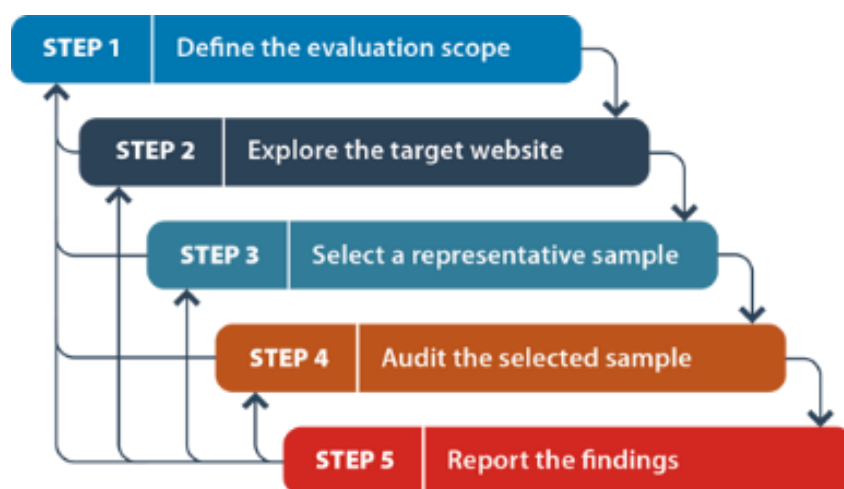 STEP 1 Define the evaluation scope
STEP 2 Explore the target website
STEP 3 Select a representative sample
STEP 4 Audit the selected sample
STEP 5 Report the findings